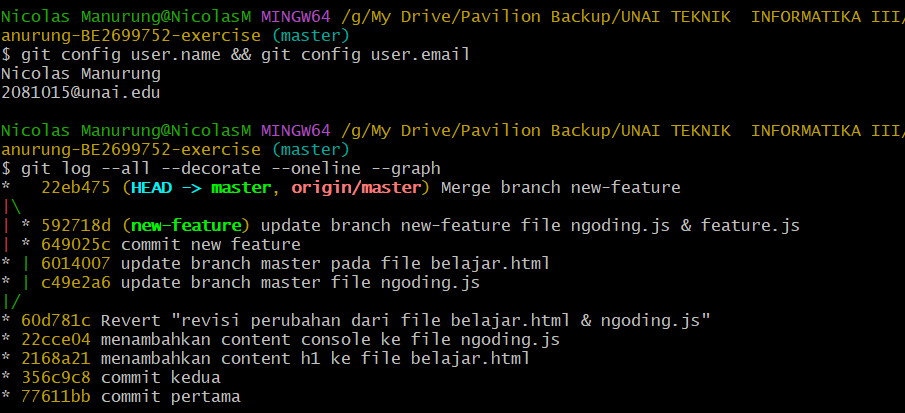 Nicolas Manurung@NicolasM MINGW64 /g/My Drive/Pavilion Backup/UNAI TEKNIK  INFORMATIKA III/
anurung-BE2699752-exercise (master)
$ git config user.name && git config user.email
Nicolas Manurung
2081015@unai.edu
Nicolas Manurung@NicolasM MINGW64 /g/My Drive/Pavilion Backup/UNAI TEKNIK  INFORMATIKA III/
anurung-BE2699752-exercise (master)
$ git log --all --decorate --oneline --graph
*   22eb475 (HEAD -> master, origin/master) Merge branch new-feature
|\
| * 592718d (new-feature) update branch new-feature file ngoding.js & feature.js
| * 649025c commit new feature
* | 6014007 update branch master pada file belajar.html
* | c49e2a6 update branch master file ngoding.js
|/
* 60d781c Revert "revisi perubahan dari file belajar.html & ngoding.js"
* 22cce04 menambahkan content console ke file ngoding.js
* 2168a21 menambahkan content h1 ke file belajar.html
* 356c9c8 commit kedua
* 77611bb commit pertama